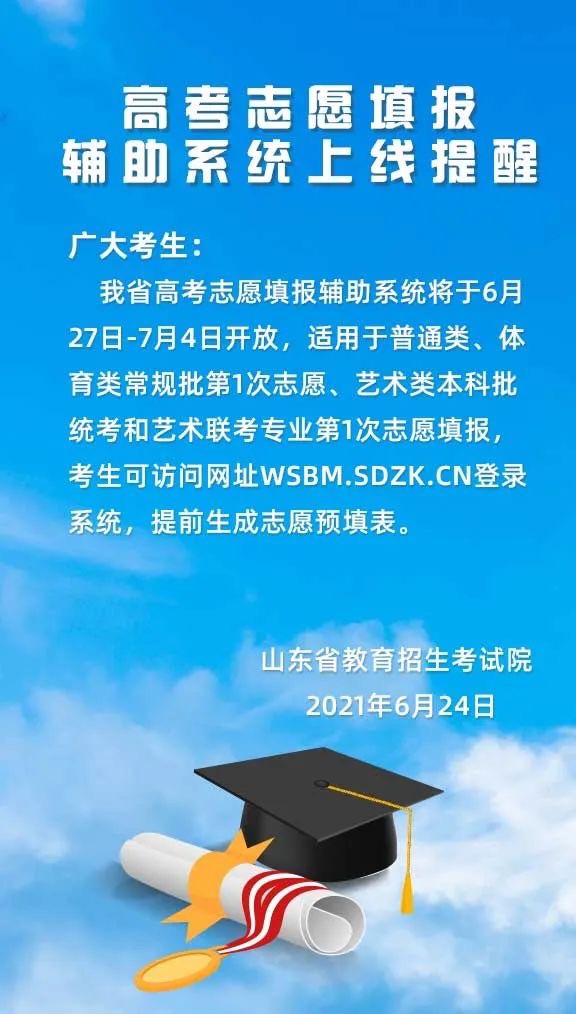 高考志愿填报
辅助系统上线提醒
广大考生：
我省高考志愿填报辅助系统将于6月
27日-7月4日开放，适用于普通类、体
育类常规批第1次志愿、艺术类本科批
统考和艺术联考专业第1次志愿填报，
考生可访问网址WSBM.SDZK.CN登录
系统，提前生成志愿预填表。
山东省教育招生考试院
2021年6月24日